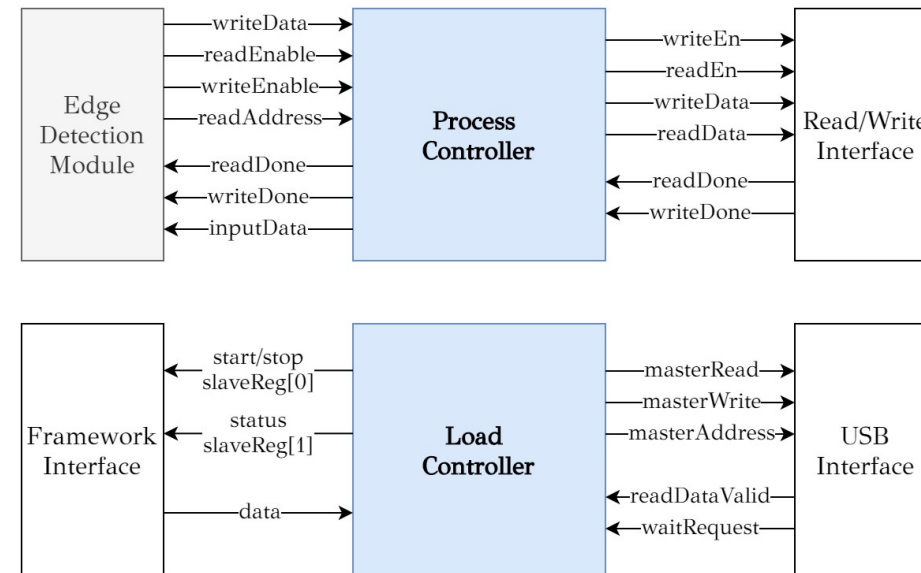 writeData
readEnable
writeEnable
readAddress
readDone
writeDone
inputData
Edge
Detection
Module
Process
Controller
writeEn
readEn
writeData
readData
readDone
writeDone
Read/Write
Interface
Framework
Interface
start/stop
slaveReg[0]
status
slaveReg[1]
data
Load
Controller
masterRead
masterWrite
masterAddress
readDataValid
waitRequest
USB
Interface